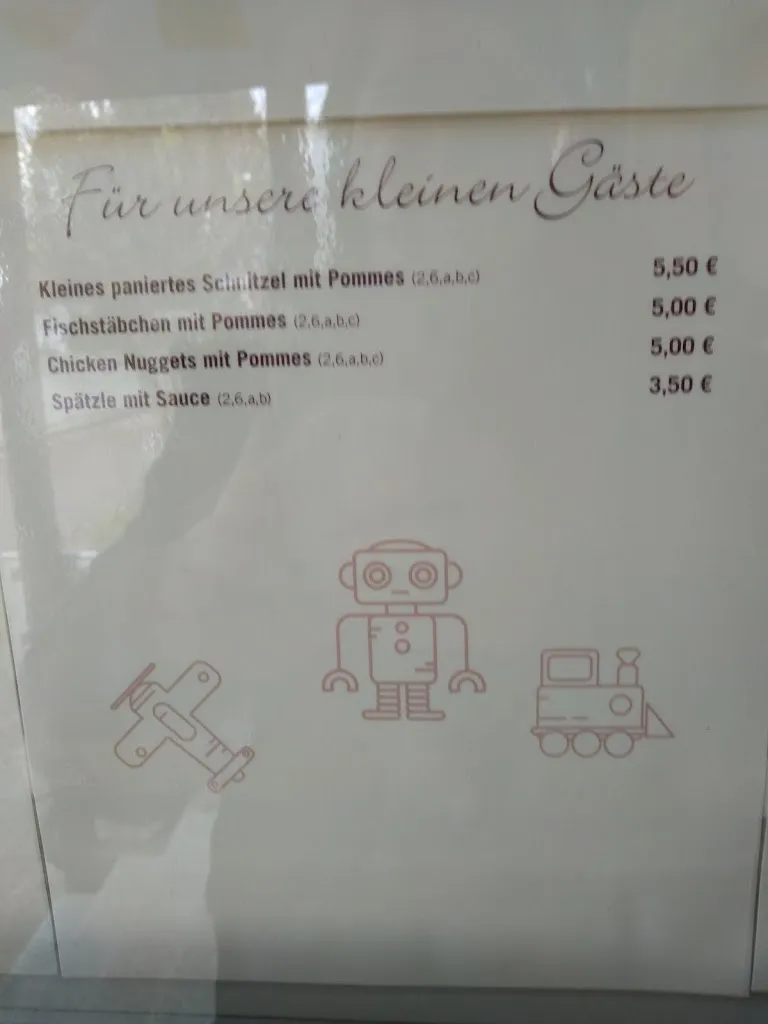 Für unsere kleinen Gäste
Kleines paniertes Schnitzel mit Pommes (2,6,a,b,c) 5,50 €
Fischstäbchen mit Pommes (2,6,a,b,c) 5,00 €
Chicken Nuggets mit Pommes (2,6,a,b,c) 5,00 €
Spätzle mit Sauce (2,6,a,b) 3,50 €